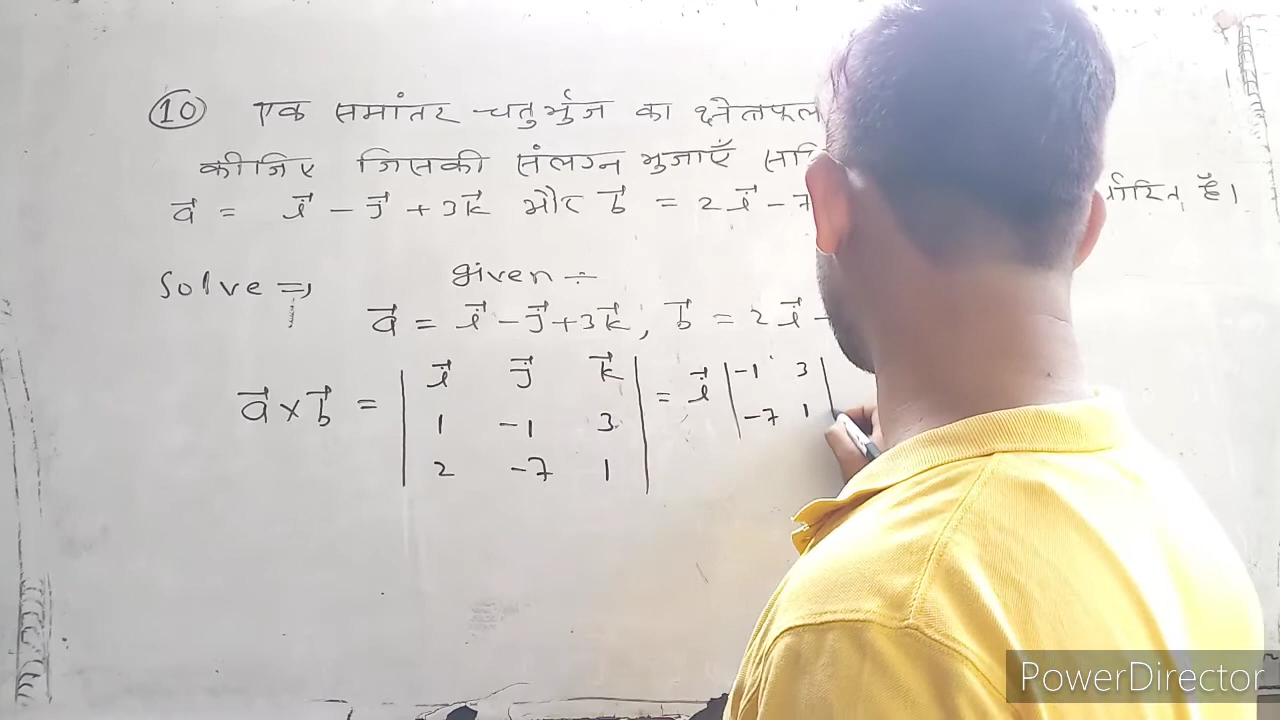 10 एक समांतर चतुर्भुज का क्षेत्रफल
कीजिए जिसकी संलग्न भुजाएँ
a⃗ = i⃗ - j⃗ + 3k⃗ और b⃗ = 2i⃗ - 7 है।
Solve ⇒ given ÷
a⃗ = i⃗ - j⃗ + 3k⃗, b⃗ = 2i⃗ -
a⃗ × b⃗ = | i⃗ j⃗ k⃗ | = i⃗ | -1 3 |
| 1 -1 3 | | -7 1 |
| 2 -7 1 |
PowerDirector